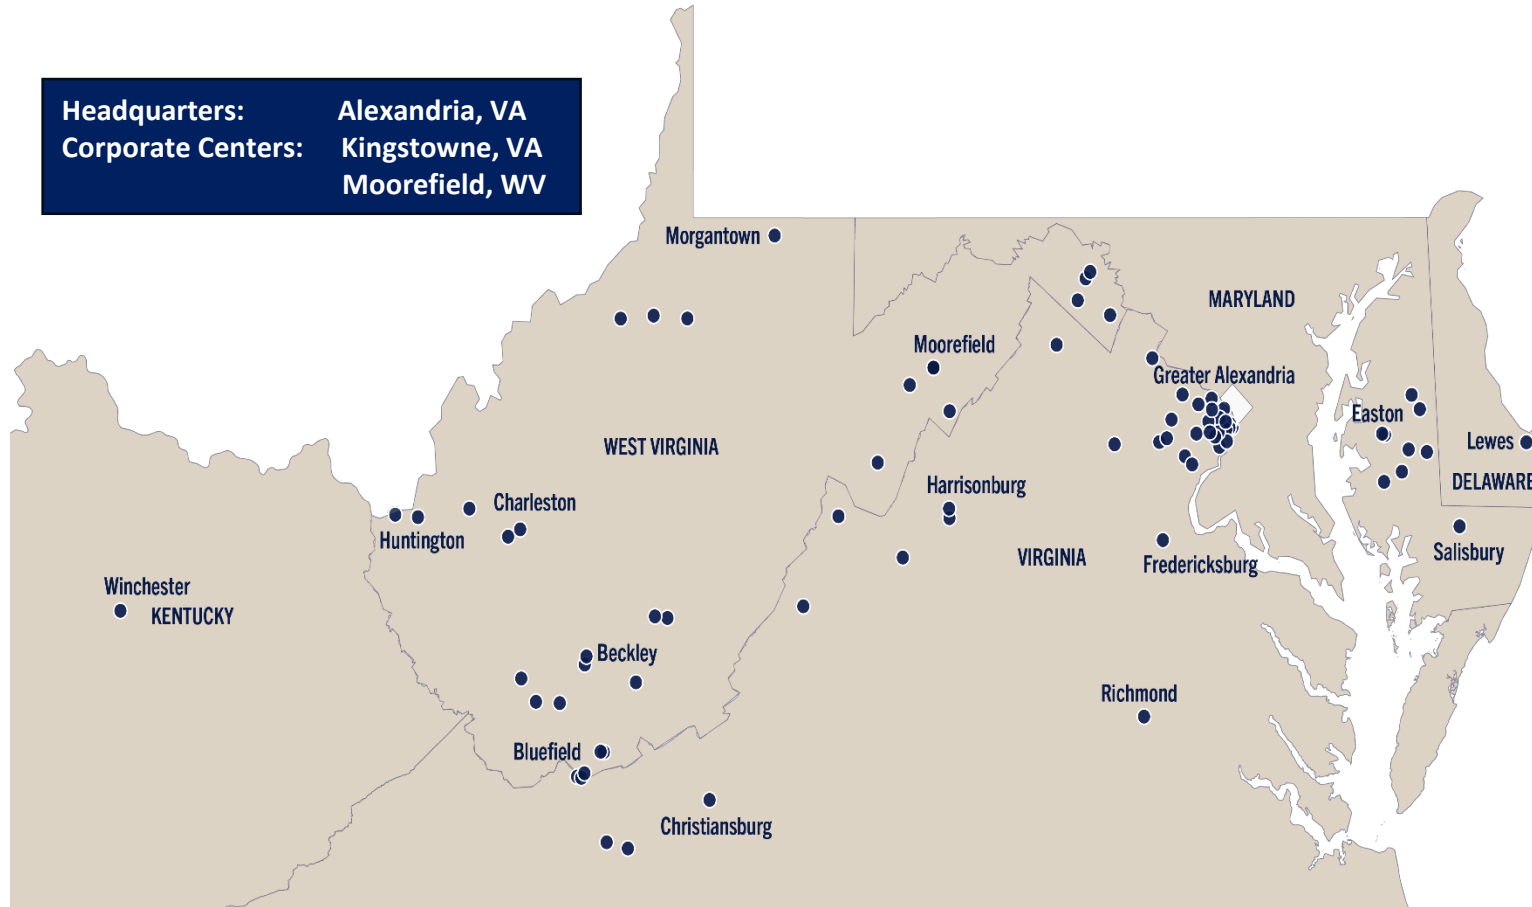 Headquarters: Alexandria, VA
Corporate Centers: Kingstowne, VA
Moorefield, WV
Morgantown
MARYLAND
Moorefield
Greater Alexandria
Easton
WEST VIRGINIA
Lewes
DELAWARE
Harrisonburg
Charleston
Huntington
Salisbury
VIRGINIA
Fredericksburg
Winchester
KENTUCKY
Beckley
Richmond
Bluefield
Christiansburg